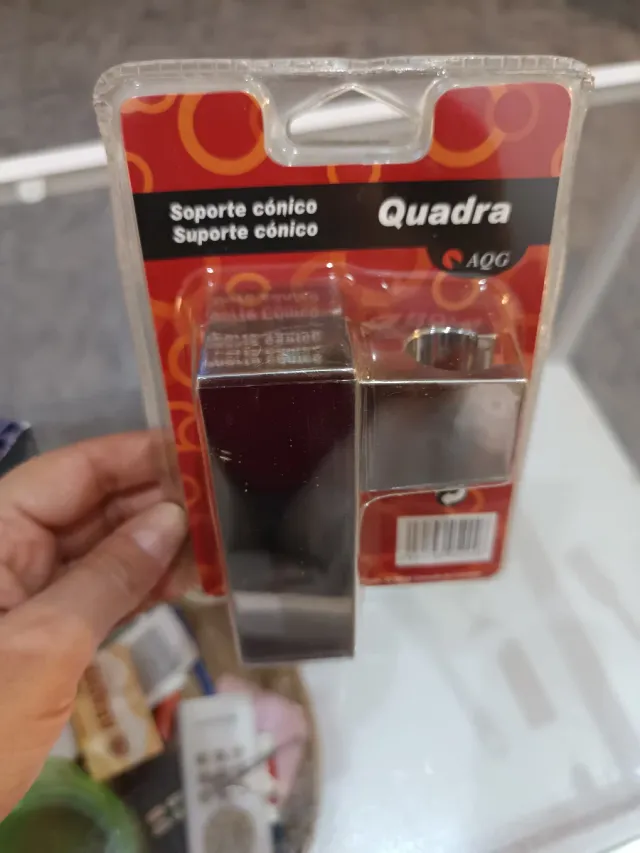 Soporte cónico
Suporte cónico
Quadra
AQG